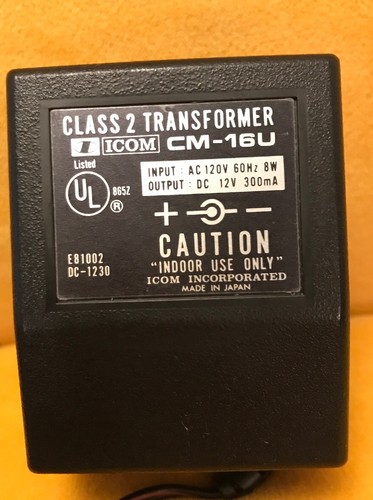 CLASS 2 TRANSFORMER
ICOM CM-16U
Listed
UL 865Z
®
INPUT : AC 120V 60Hz 8W
OUTPUT : DC 12V 300mA
+ −
CAUTION
E81002
DC-1230
"INDOOR USE ONLY"
ICOM INCORPORATED
MADE IN JAPAN